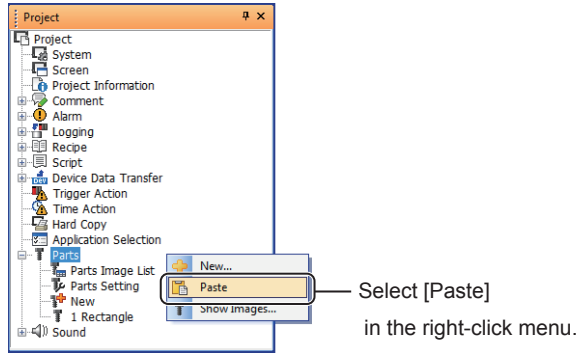 Project
Project
System
Screen
Project Information
Comment
Alarm
Logging
Recipe
Script
Device Data Transfer
Trigger Action
Time Action
Hard Copy
Application Selection
Parts
New...
Parts Image List
Paste
Select [Paste]
Parts Setting
Show Images...
in the right-click menu.
New
1 Rectangle
Sound